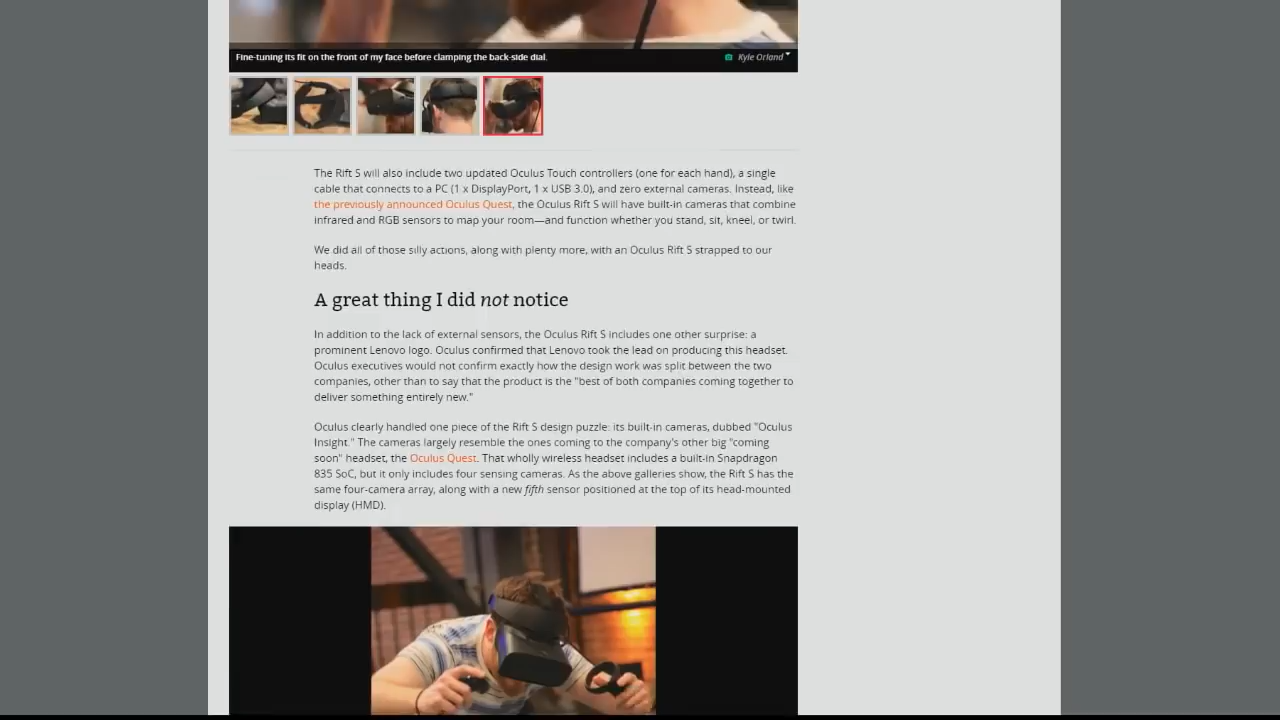 Fine-tuning its fit on the front of my face before clamping the back-side dial.
Kyle Orland
The Rift S will also include two updated Oculus Touch controllers (one for each hand), a single
cable that connects to a PC (1 x DisplayPort, 1 x USB 3.0), and zero external cameras. Instead, like
the previously announced Oculus Quest, the Oculus Rift S will have built-in cameras that combine
infrared and RGB sensors to map your room—and function whether you stand, sit, kneel, or twirl.
We did all of those silly actions, along with plenty more, with an Oculus Rift S strapped to our
heads.
A great thing I did not notice
In addition to the lack of external sensors, the Oculus Rift S includes one other surprise: a
prominent Lenovo logo. Oculus confirmed that Lenovo took the lead on producing this headset.
Oculus executives would not confirm exactly how the design work was split between the two
companies, other than to say that the product is the "best of both companies coming together to
deliver something entirely new."
Oculus clearly handled one piece of the Rift S design puzzle: its built-in cameras, dubbed "Oculus
Insight." The cameras largely resemble the ones coming to the company's other big "coming
soon" headset, the Oculus Quest. That wholly wireless headset includes a built-in Snapdragon
835 SoC, but it only includes four sensing cameras. As the above galleries show, the Rift S has the
same four-camera array, along with a new fifth sensor positioned at the top of its head-mounted
display (HMD).